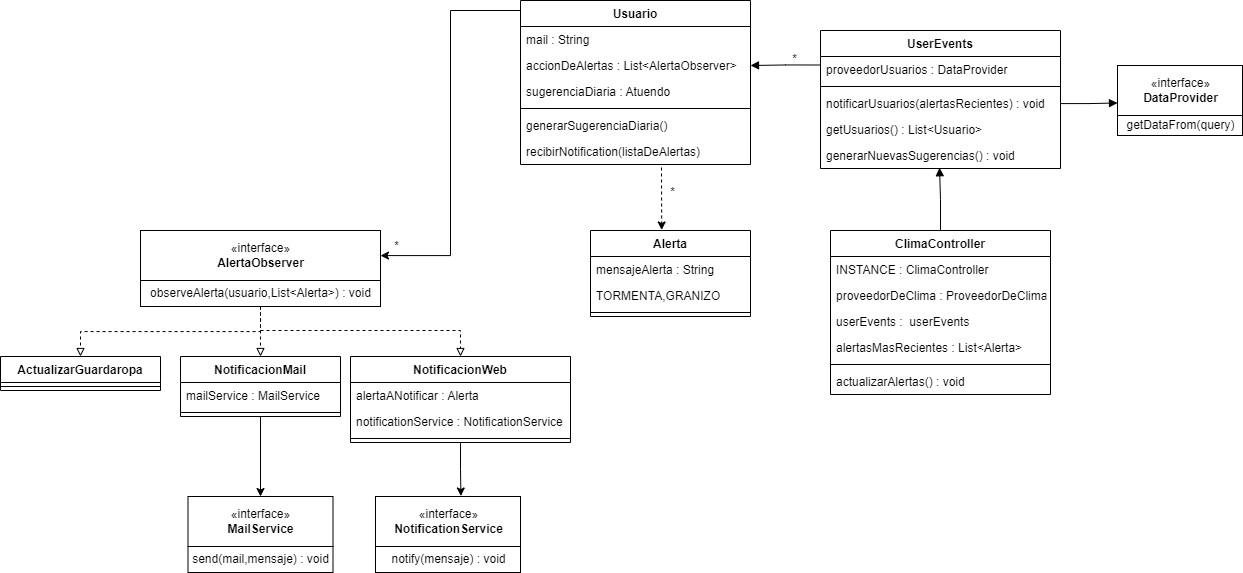 Usuario
mail : String
accionDeAlertas : List<AlertaObserver>
sugerenciaDiaria : Atuendo
generarSugerenciaDiaria()
recibirNotification(listaDeAlertas)
*
UserEvents
proveedorUsuarios : DataProvider
notificarUsuarios(alertasRecientes) : void
getUsuarios() : List<Usuario>
generarNuevasSugerencias() : void
«interface»
DataProvider
getDataFrom(query)
*
*
«interface»
AlertaObserver
observeAlerta(usuario,List<Alerta>) : void
Alerta
mensajeAlerta : String
TORMENTA,GRANIZO
ClimaController
INSTANCE : ClimaController
proveedorDeClima : ProveedorDeClima
userEvents :  userEvents
alertasMasRecientes : List<Alerta>
actualizarAlertas() : void
ActualizarGuardaropa
NotificacionMail
mailService : MailService
NotificacionWeb
alertaANotificar : Alerta
notificationService : NotificationService
«interface»
MailService
send(mail,mensaje) : void
«interface»
NotificationService
notify(mensaje) : void